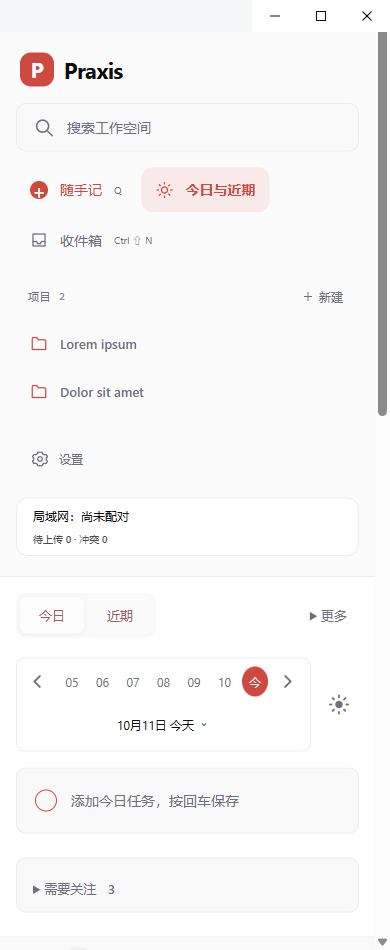 P Praxis
搜索工作空间
随手记 Q 今日与近期
收件箱 Ctrl ⇧ N
项目 2 + 新建
Lorem ipsum
Dolor sit amet
设置
局域网：尚未配对
待上传 0 · 冲突 0
今日 近期 ▶ 更多
05 06 07 08 09 10 今
10月11日 今天
添加今日任务，按回车保存
▶ 需要关注 3